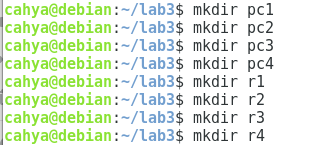 cahya@debian:~/lab3$ mkdir pc1
cahya@debian:~/lab3$ mkdir pc2
cahya@debian:~/lab3$ mkdir pc3
cahya@debian:~/lab3$ mkdir pc4
cahya@debian:~/lab3$ mkdir r1
cahya@debian:~/lab3$ mkdir r2
cahya@debian:~/lab3$ mkdir r3
cahya@debian:~/lab3$ mkdir r4